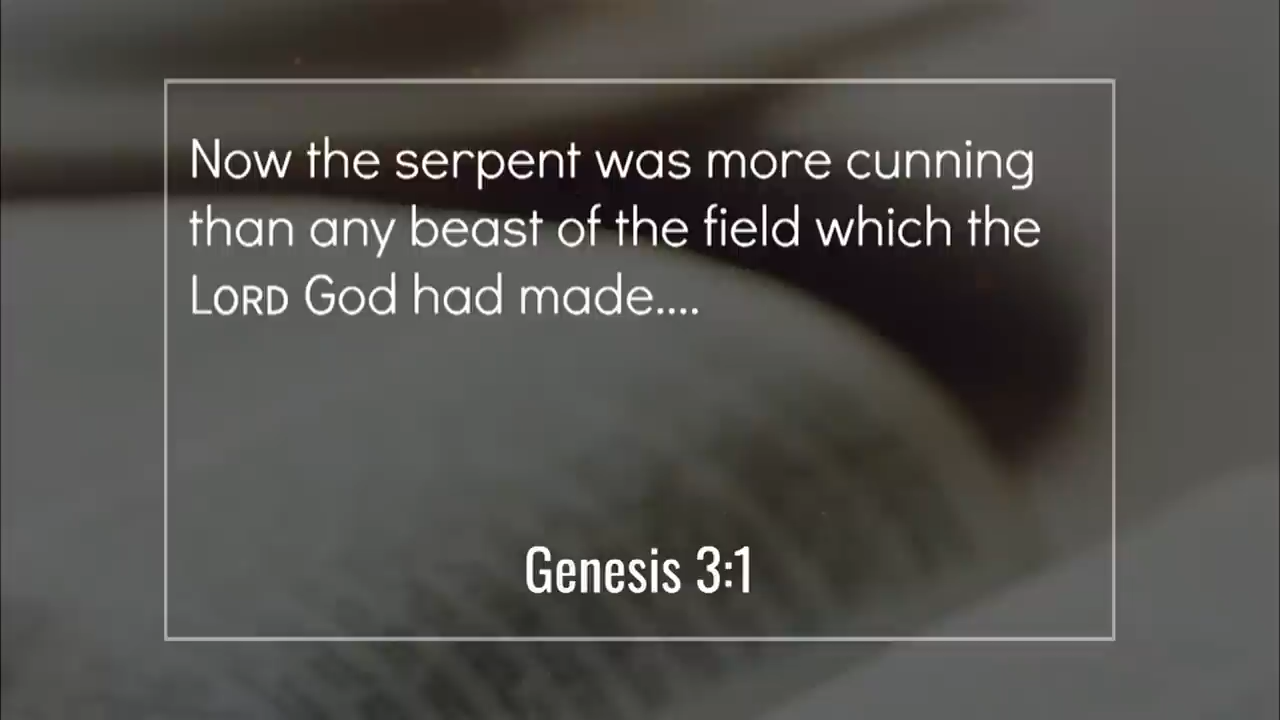 Now the serpent was more cunning
than any beast of the field which the
LORD God had made....
Genesis 3:1